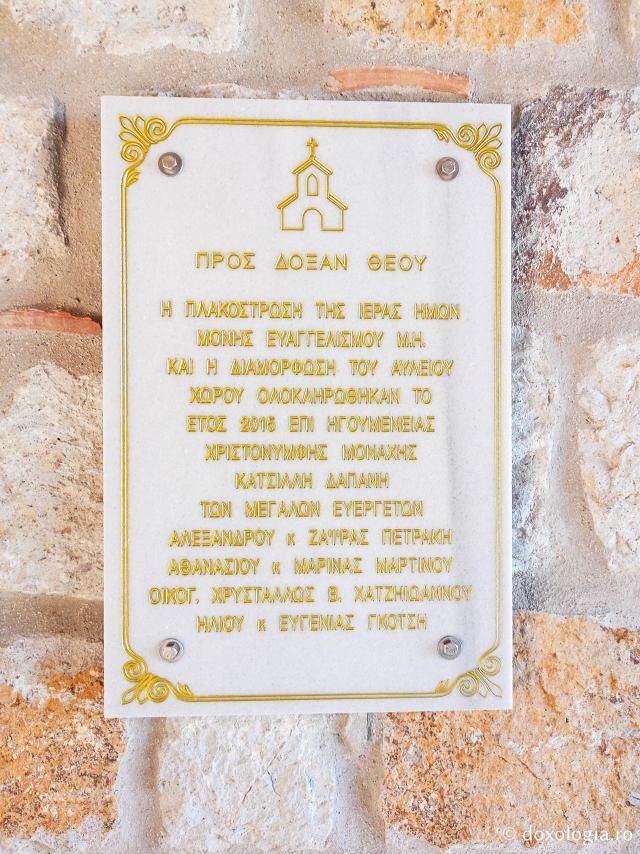 ΠΡΟΣ ΔΟΞΑΝ ΘΕΟΥ
Η ΠΛΑΚΟΣΤΡΩΣΗ ΤΗΣ ΙΕΡΑΣ ΗΜΩΝ
ΜΟΝΗΣ ΕΥΑΓΓΕΛΙΣΜΟΥ Μ.Η.
ΚΑΙ Η ΔΙΑΜΟΡΦΩΣΗ ΤΟΥ ΑΥΛΕΙΟΥ
ΧΩΡΟΥ ΟΛΟΚΛΗΡΩΘΗΚΑΝ ΤΟ
ΕΤΟΣ 2015 ΕΠΙ ΗΓΟΥΜΕΝΕΙΑΣ
ΧΡΙΣΤΟΝΥΜΦΗΣ ΜΟΝΑΧΗΣ
ΚΑΤΣΙΛΛΗ ΔΑΠΑΝΗ
ΤΩΝ ΜΕΓΑΛΩΝ ΕΥΕΡΓΕΤΩΝ
ΑΛΕΞΑΝΔΡΟΥ κ ΖΑΨΡΑΣ ΠΕΤΡΑΚΗ
ΑΘΑΝΑΣΙΟΥ κ ΜΑΡΙΝΑΣ ΜΑΡΤΙΝΟΥ
ΟΙΚΟΓ. ΧΡΥΣΤΑΛΛΩΣ Β. ΧΑΤΖΗΙΩΑΝΝΟΥ
ΗΛΙΟΥ κ ΕΥΓΕΝΙΑΣ ΓΚΟΤΣΗ
© doxologia.ro